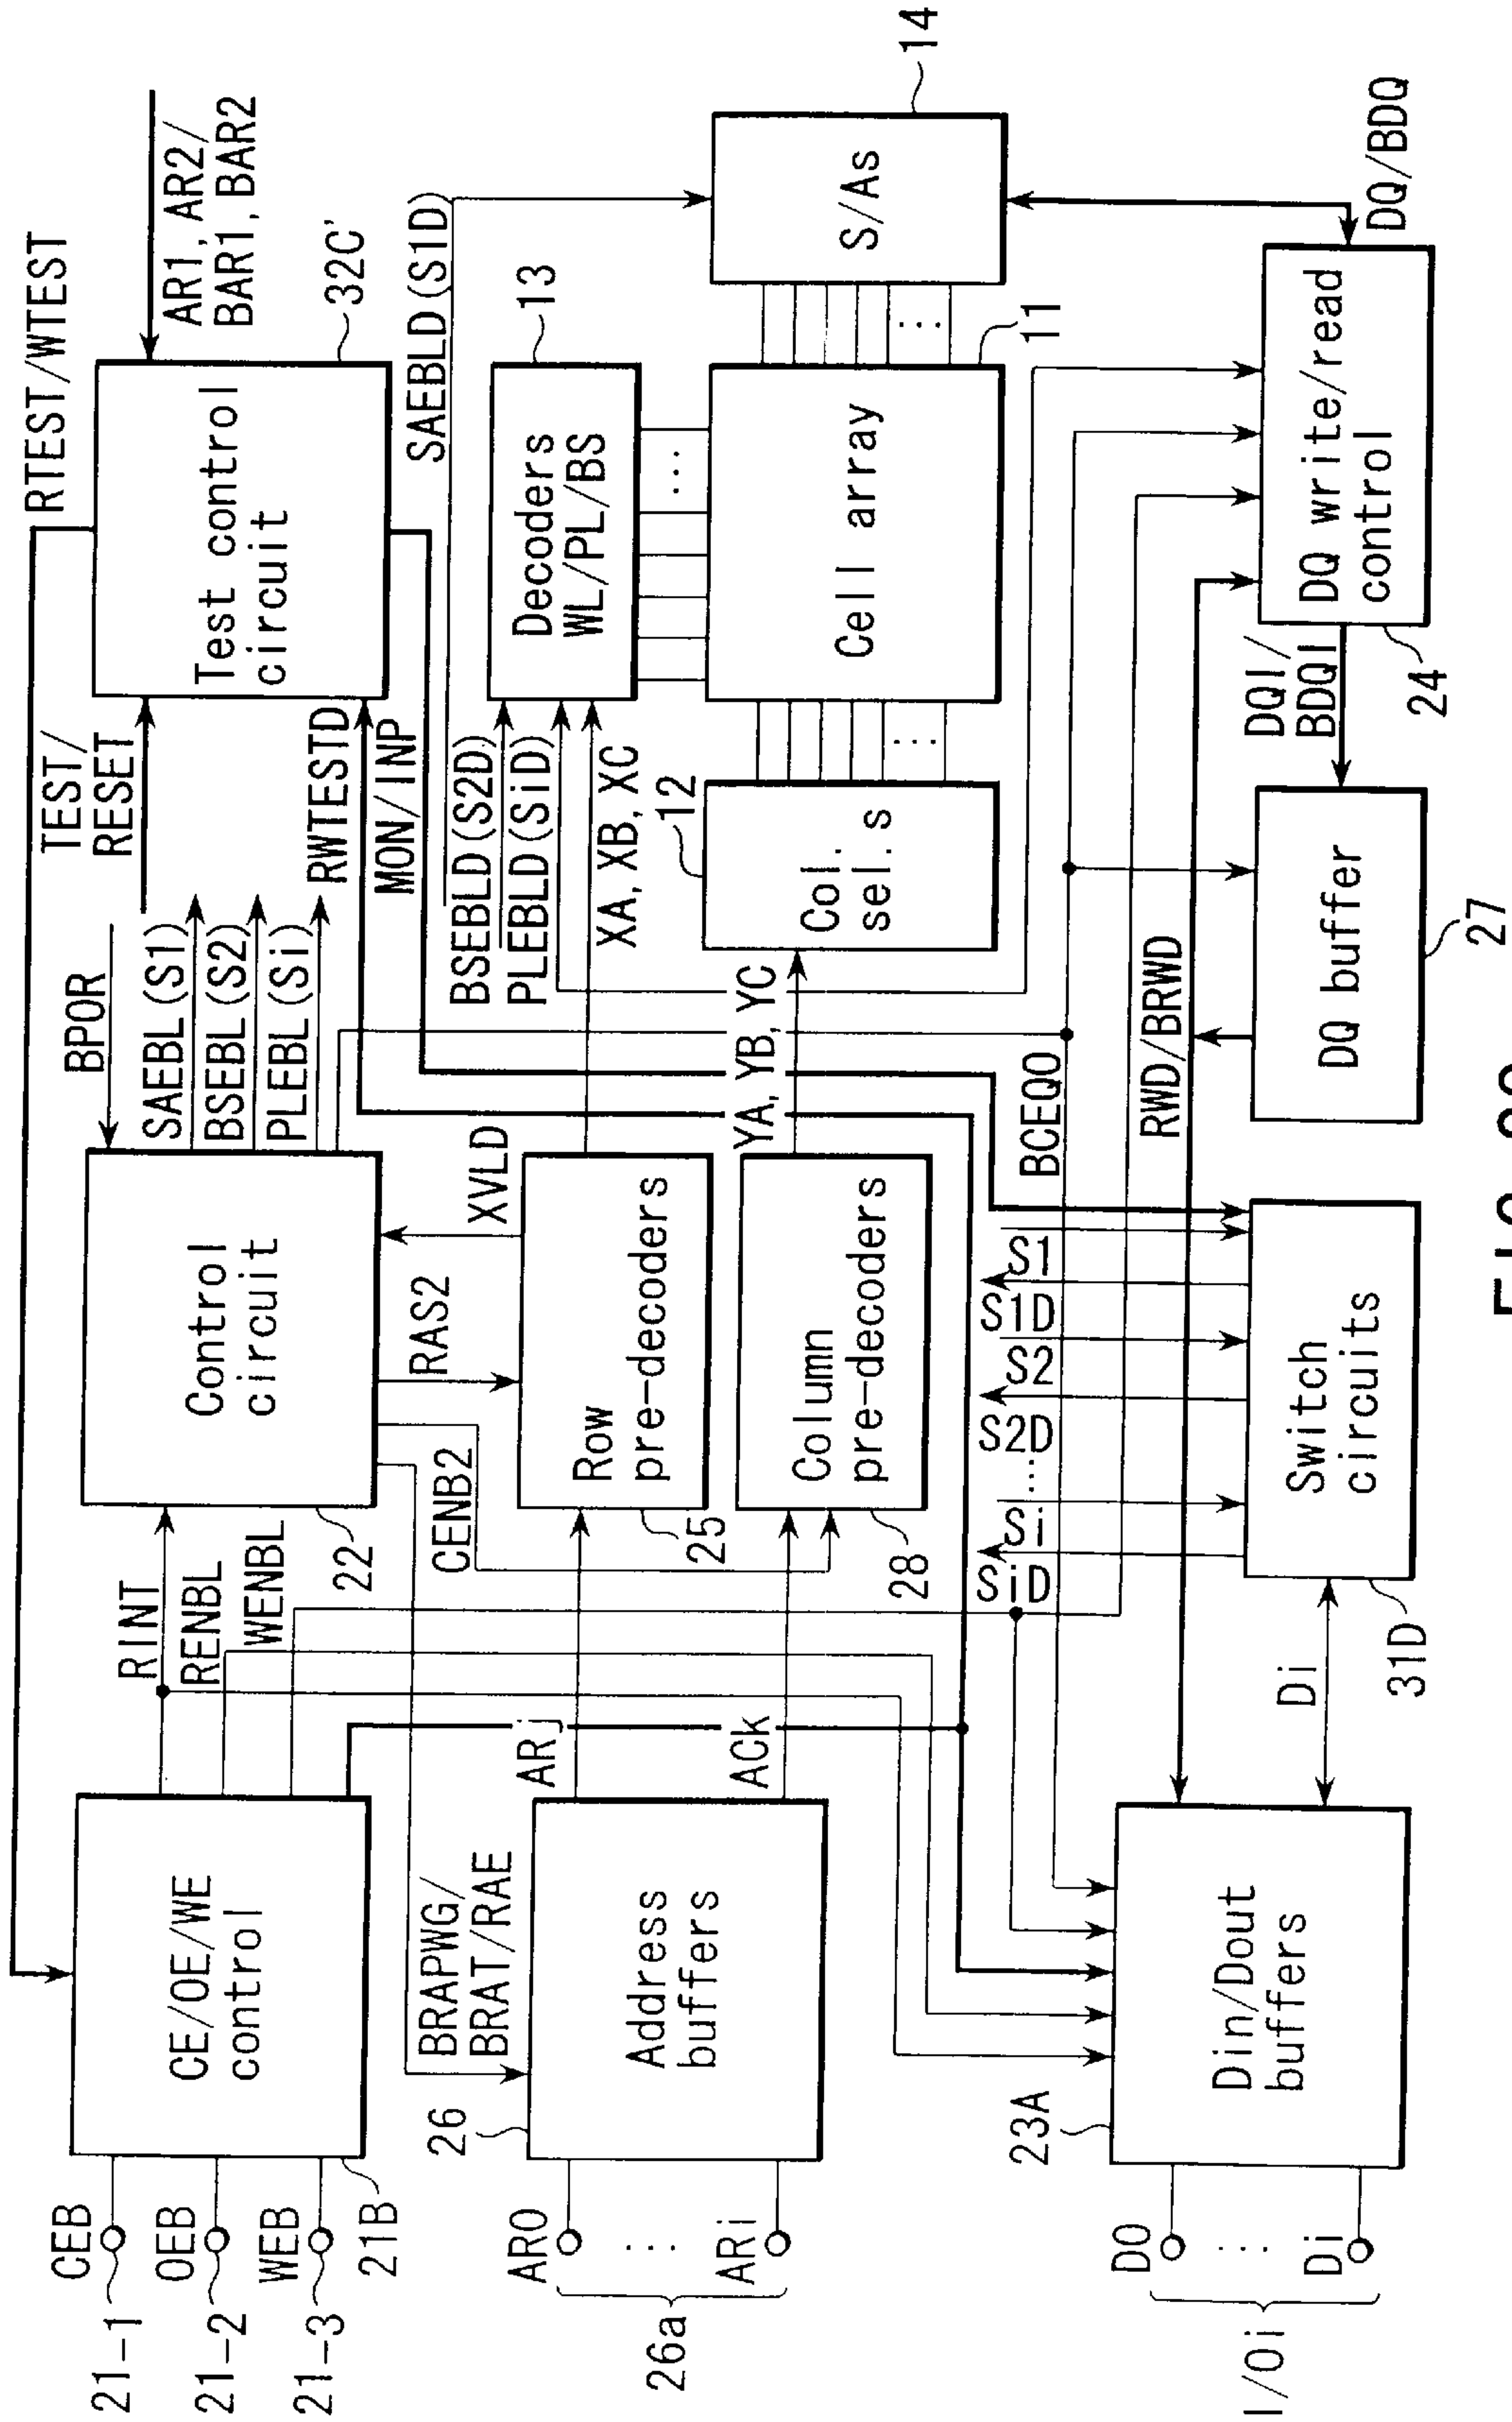 RTEST/WTEST
CEB
21-1
OEB
21-2
WEB
21-3
21B
CE/OE/WE
control
RINT
RENBL
WENBL
Control
circuit
22
BPOR
SAEBL(S1)
BSEBL(S2)
PLEBL(Si)
TEST/
RESET
RWTESTD
MON/INP
Test control
circuit
32C'
AR1, AR2/
BAR1, BAR2
SAEBLD(S1D)
BRAPWG/
BRAT/RAE
CENB2
RAS2
XVLD
BSEBLD(S2D)
PLEBLD(SiD)
XA, XB, XC
Decoders
WL/PL/BS
13
AR0
⋮
ARi
26a
26
Address
buffers
ARj
ACk
Row
pre-decoders
25
Column
pre-decoders
28
YA, YB, YC
Col.
sel.s
12
...
...
Cell array
11
...
S/As
14
BCEQ0
RWD/BRWD
D0
⋮
Di
I/Oi
23A
Din/Dout
buffers
Di
SiD
Si
...
S2D
S2
S1D
S1
Switch
circuits
31D
DQ buffer
27
DQI/
BDQI
DQ write/read
control
24
DQ/BDQ